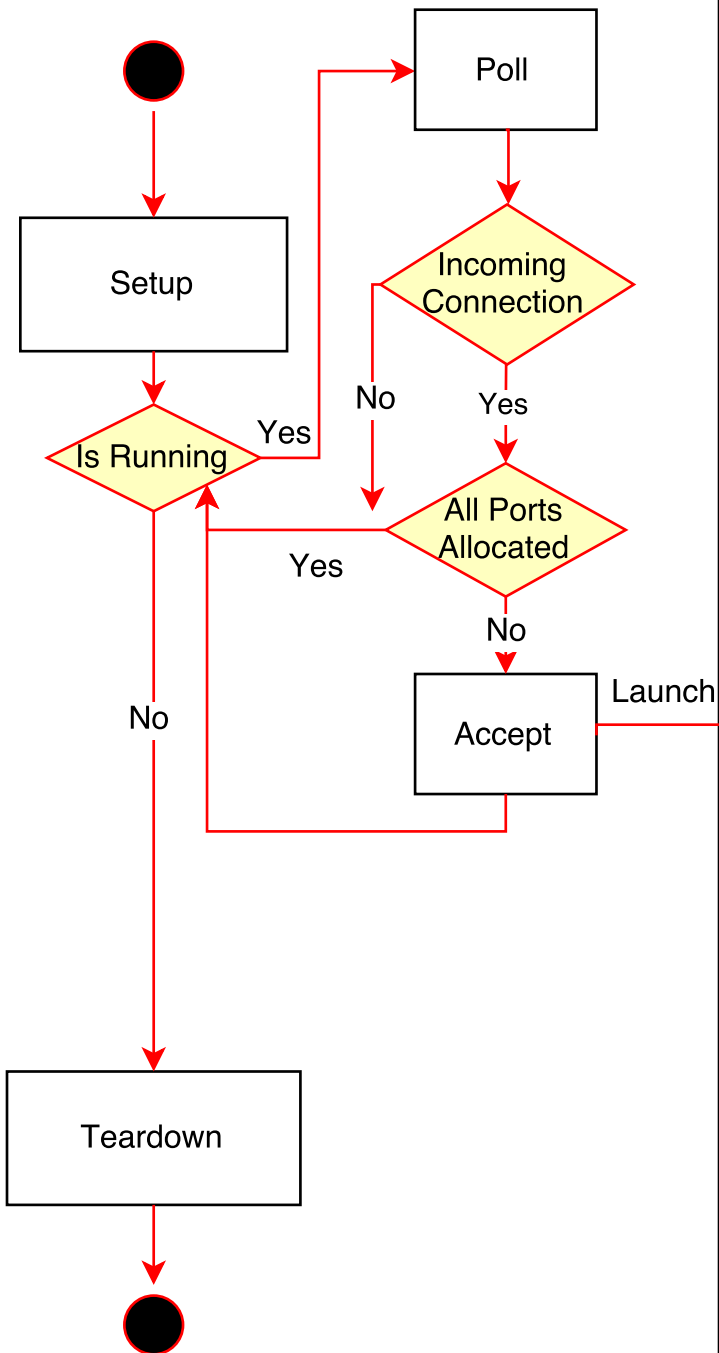 Poll
Setup
Incoming
Connection
No
Yes
Yes
Is Running
All Ports
Allocated
Yes
No
Launch
No
Accept
Teardown